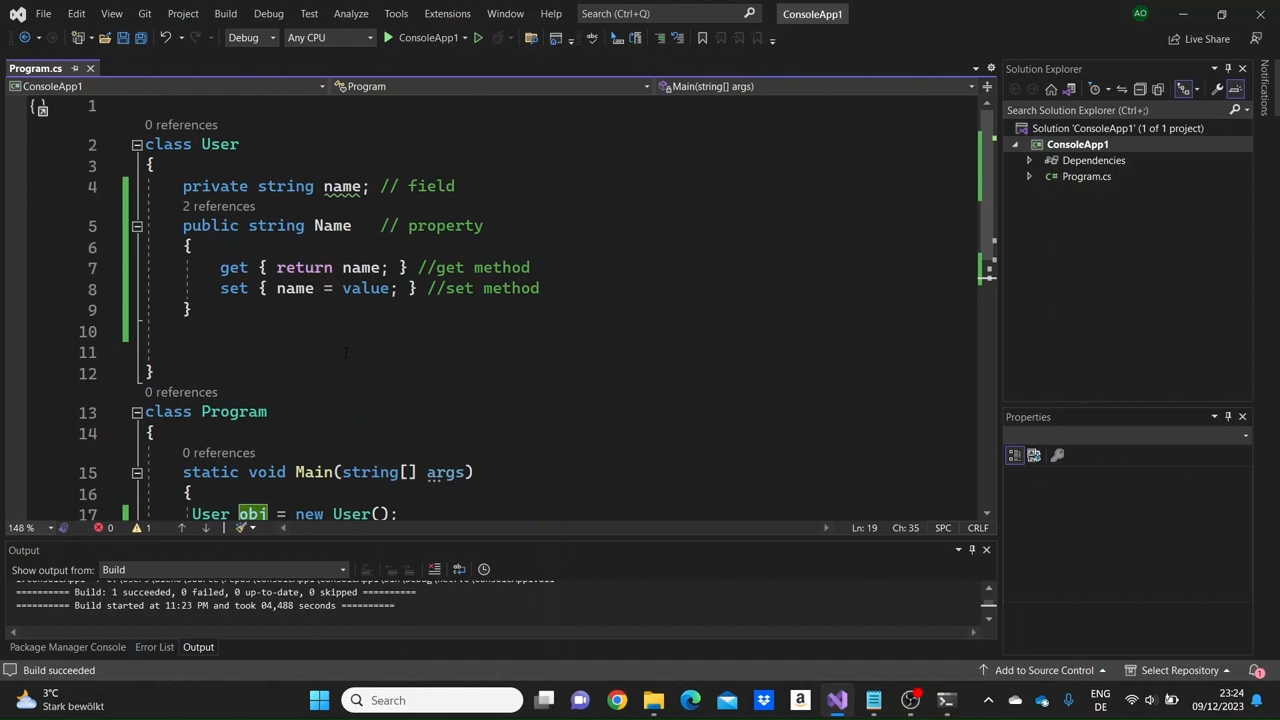 File Edit View Git Project Build Debug Test Analyze Tools Extensions Window Help Search (Ctrl+Q) ConsoleApp1 AO
Debug Any CPU ConsoleApp1 Live Share
Program.cs
ConsoleApp1 Program Main(string[] args)
1
0 references
2 class User
3 {
4 private string name; // field
2 references
5 public string Name // property
6 {
7 get { return name; } //get method
8 set { name = value; } //set method
9 }
10
11
12 }
0 references
13 class Program
14 {
0 references
15 static void Main(string[] args)
16 {
17 User obj = new User();
148 % 0 1 Ln: 19 Ch: 35 SPC CRLF
Output
Show output from: Build
========== Build: 1 succeeded, 0 failed, 0 up-to-date, 0 skipped ==========
========== Build started at 11:23 PM and took 04,488 seconds ==========
Package Manager Console Error List Output
Solution Explorer
Search Solution Explorer (Ctrl+;)
Solution 'ConsoleApp1' (1 of 1 project)
ConsoleApp1
Dependencies
C# Program.cs
Properties
Notifications
Build succeeded Add to Source Control Select Repository 1
3°C
Stark bewölkt
Search
ENG
DE
23:24
09/12/2023